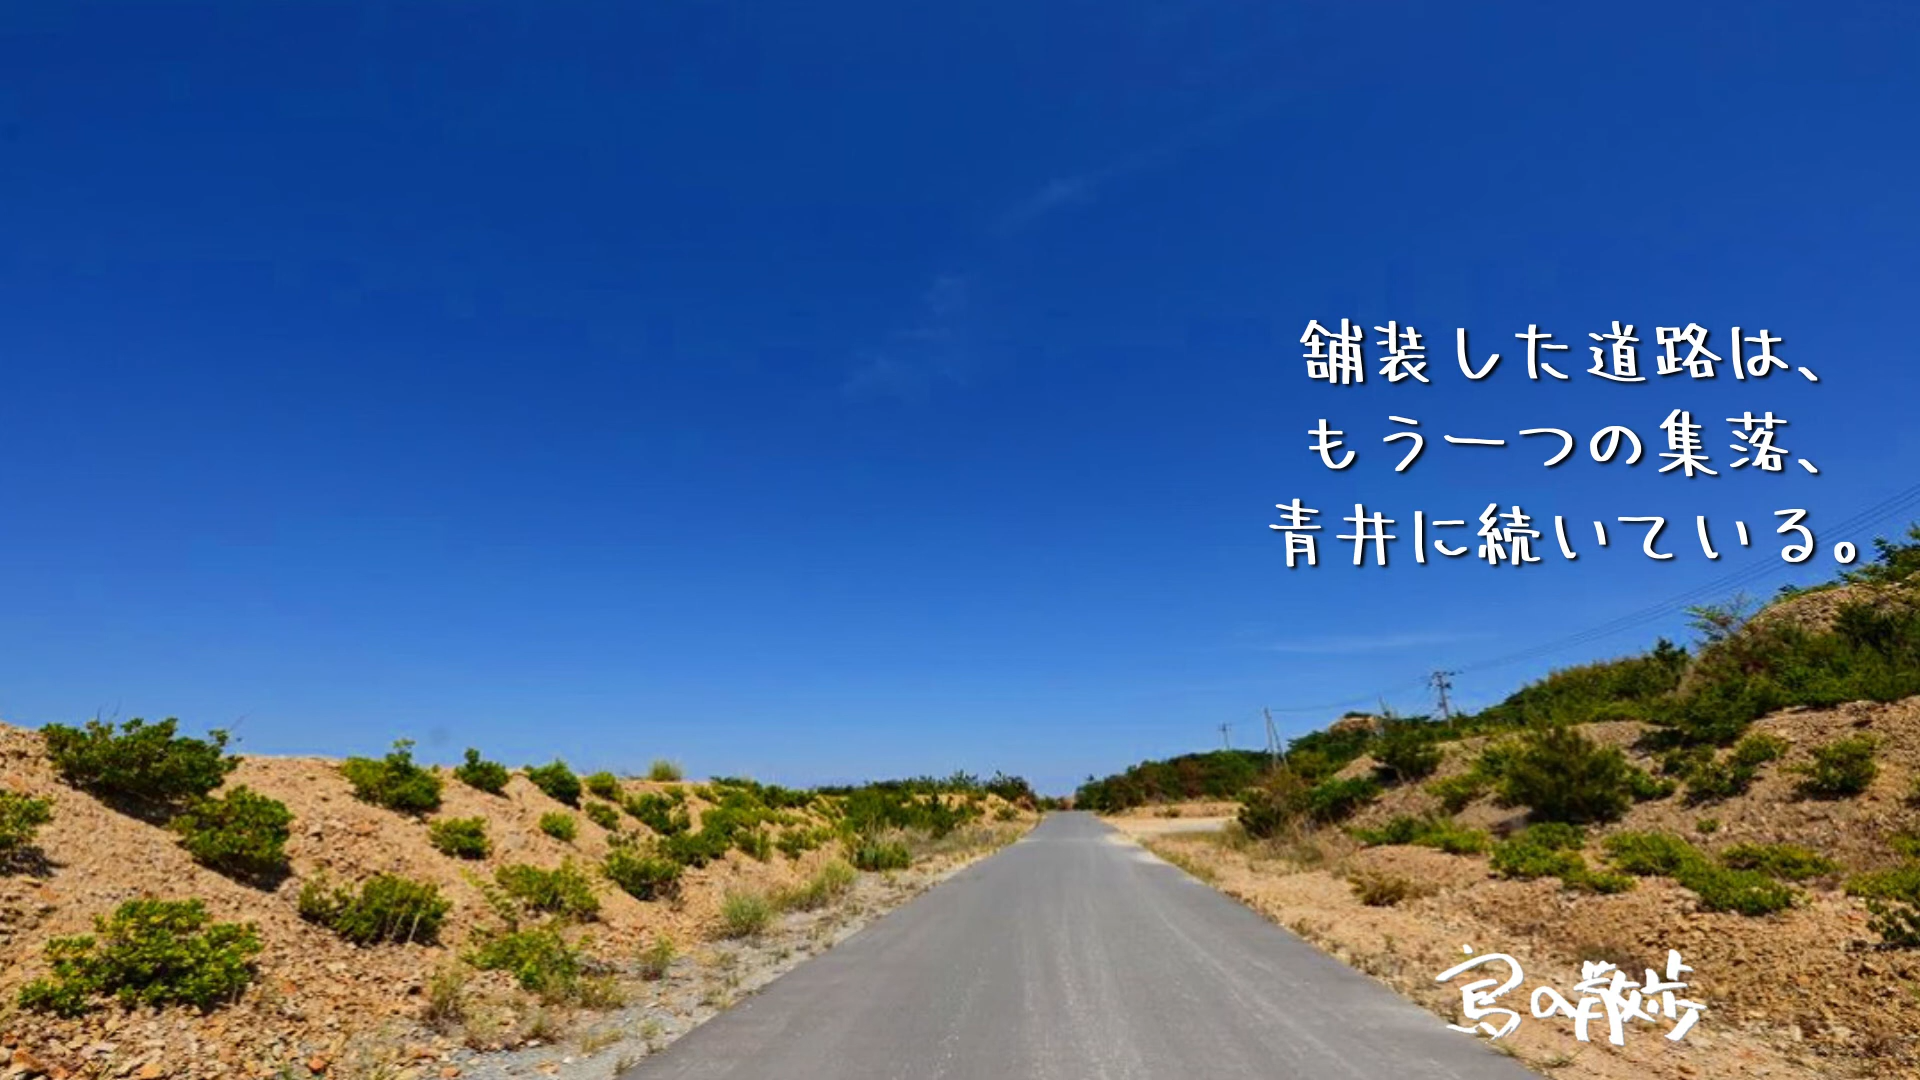 舗装した道路は、
もう一つの集落、
青井に続いている。
の散歩